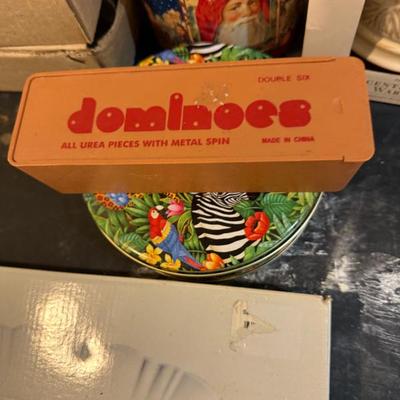 DOUBLE SIX
dominoes
ALL UREA PIECES WITH METAL SPIN
MADE IN CHINA